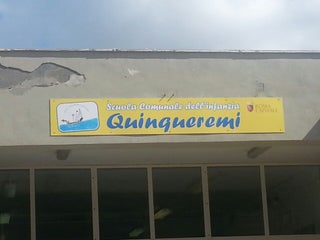 Scuola Comunale dell'infanzia
Quinqueremi
ROMA
CAPITALE